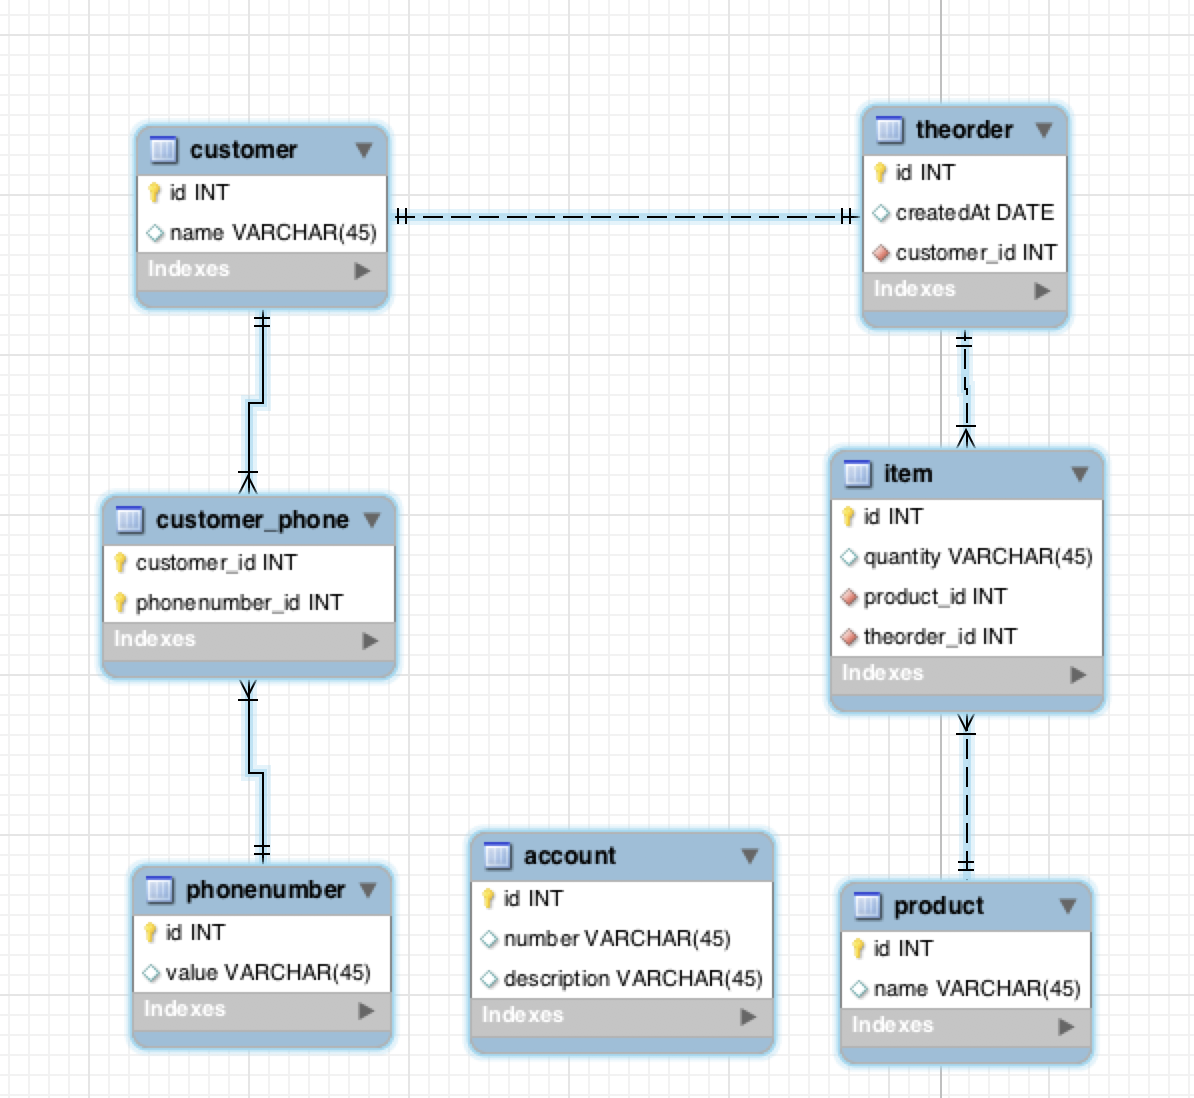 customer
id INT
name VARCHAR(45)
Indexes
theorder
id INT
createdAt DATE
customer_id INT
Indexes
customer_phone
customer_id INT
phonenumber_id INT
Indexes
item
id INT
quantity VARCHAR(45)
product_id INT
theorder_id INT
Indexes
phonenumber
id INT
value VARCHAR(45)
Indexes
account
id INT
number VARCHAR(45)
description VARCHAR(45)
Indexes
product
id INT
name VARCHAR(45)
Indexes